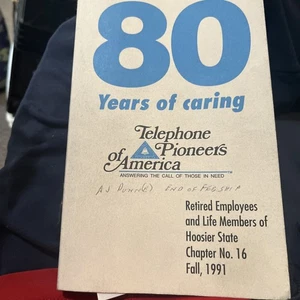 80
Years of caring
Telephone
Pioneers
of America
ANSWERING THE CALL OF THOSE IN NEED
END OF
Retired Employees
and Life Members of
Hoosier State
Chapter No. 16
Fall, 1991